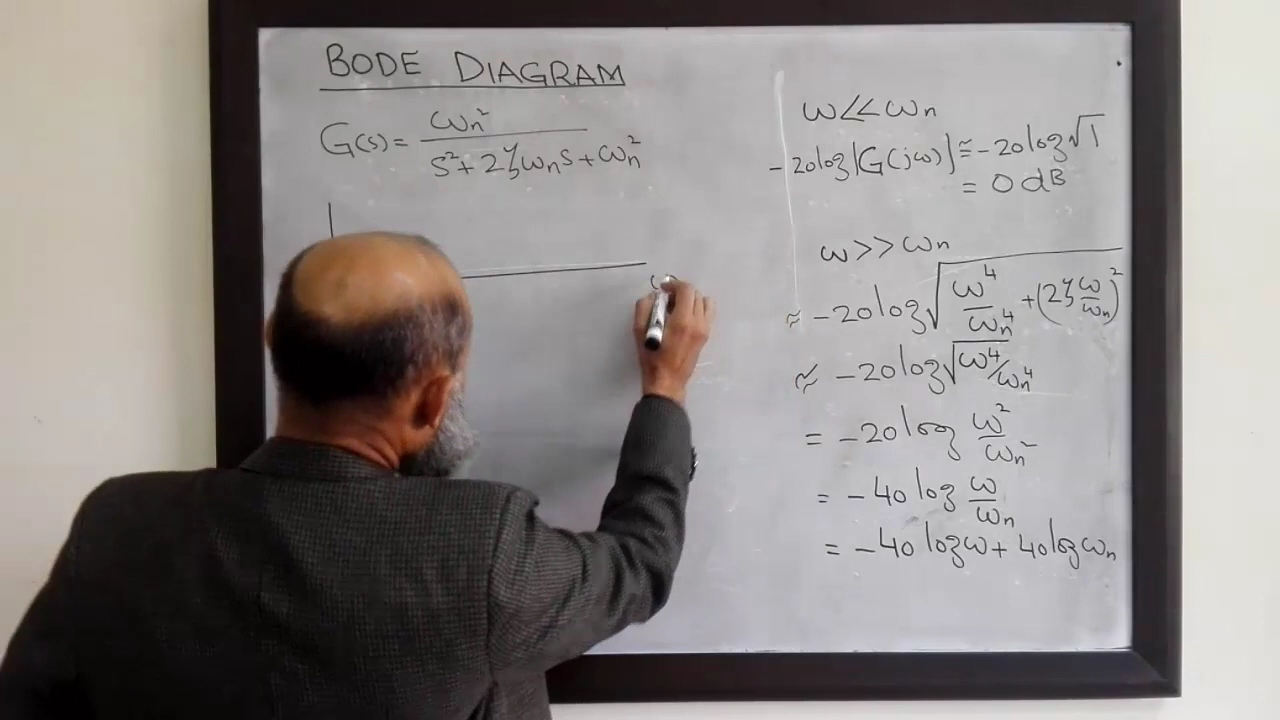 BODE DIAGRAM
G(s) = ωn² / (s² + 2ζωns + ωn²)
ω << ωn
-20log|G(jω)| ≈ -20log√1
= 0 dB
ω >> ωn
≈ -20log√(ω⁴/ωn⁴ + (2ζ ω/ωn)²)
≈ -20log√(ω⁴/ωn⁴)
= -20log ω²/ωn²
= -40 log ω/ωn
= -40 logω + 40logωn